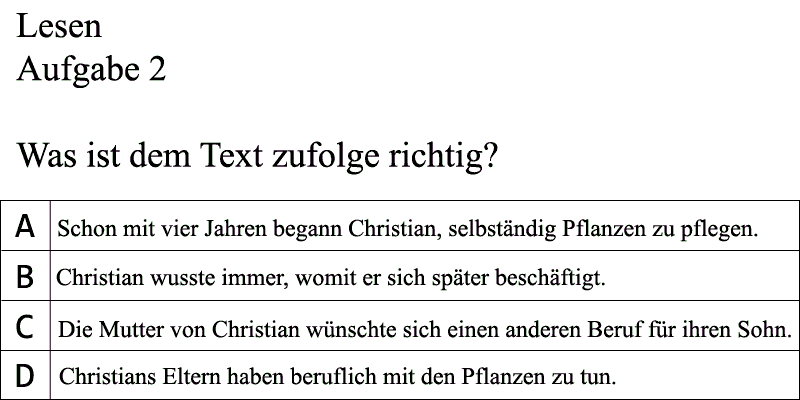 Lesen
Aufgabe 2
Was ist dem Text zufolge richtig?
A Schon mit vier Jahren begann Christian, selbständig Pflanzen zu pflegen.
B Christian wusste immer, womit er sich später beschäftigt.
C Die Mutter von Christian wünschte sich einen anderen Beruf für ihren Sohn.
D Christians Eltern haben beruflich mit den Pflanzen zu tun.